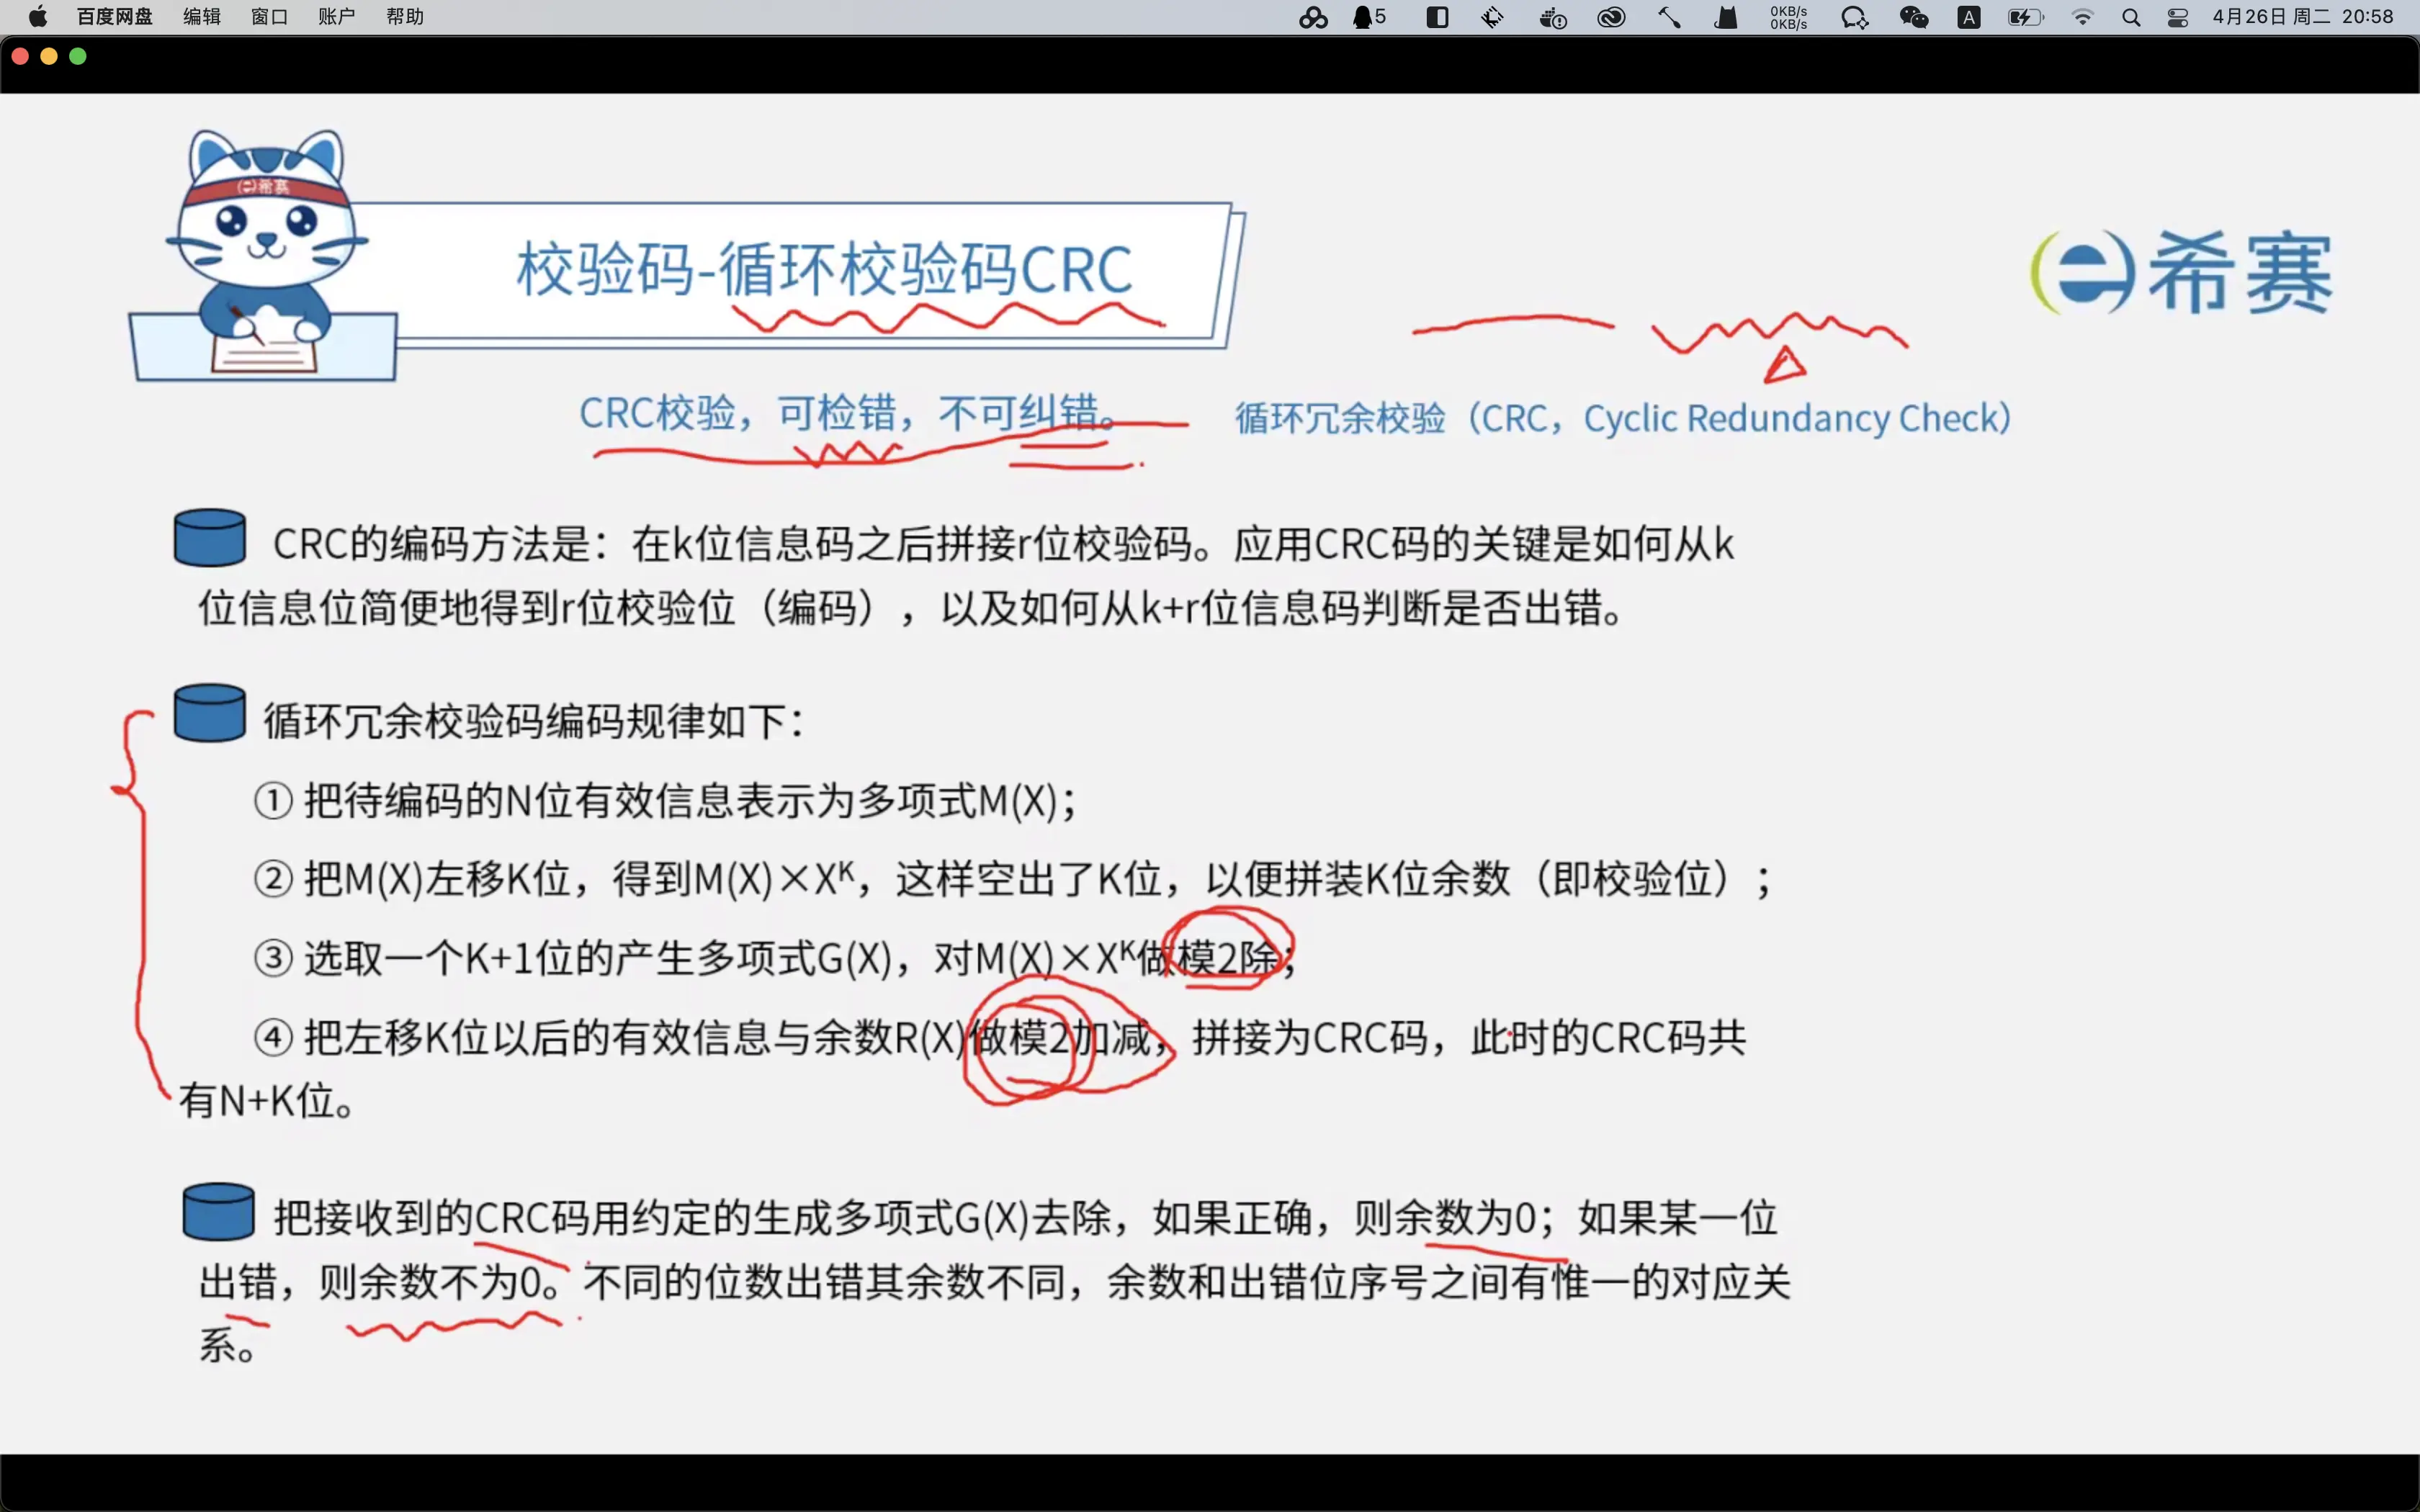 百度网盘 编辑 窗口 账户 帮助 5 0KB/s 0KB/s A 4月26日 周二 20:58
希赛
校验码-循环校验码CRC
希赛
CRC校验，可检错，不可纠错。 循环冗余校验（CRC，Cyclic Redundancy Check）
CRC的编码方法是：在k位信息码之后拼接r位校验码。应用CRC码的关键是如何从k
位信息位简便地得到r位校验位（编码），以及如何从k+r位信息码判断是否出错。
循环冗余校验码编码规律如下：
① 把待编码的N位有效信息表示为多项式M(X)；
② 把M(X)左移K位，得到M(X)×Xᴷ，这样空出了K位，以便拼装K位余数（即校验位）；
③ 选取一个K+1位的产生多项式G(X)，对M(X)×Xᴷ做模2除；
④ 把左移K位以后的有效信息与余数R(X)做模2加减，拼接为CRC码，此时的CRC码共
有N+K位。
把接收到的CRC码用约定的生成多项式G(X)去除，如果正确，则余数为0；如果某一位
出错，则余数不为0。不同的位数出错其余数不同，余数和出错位序号之间有惟一的对应关
系。